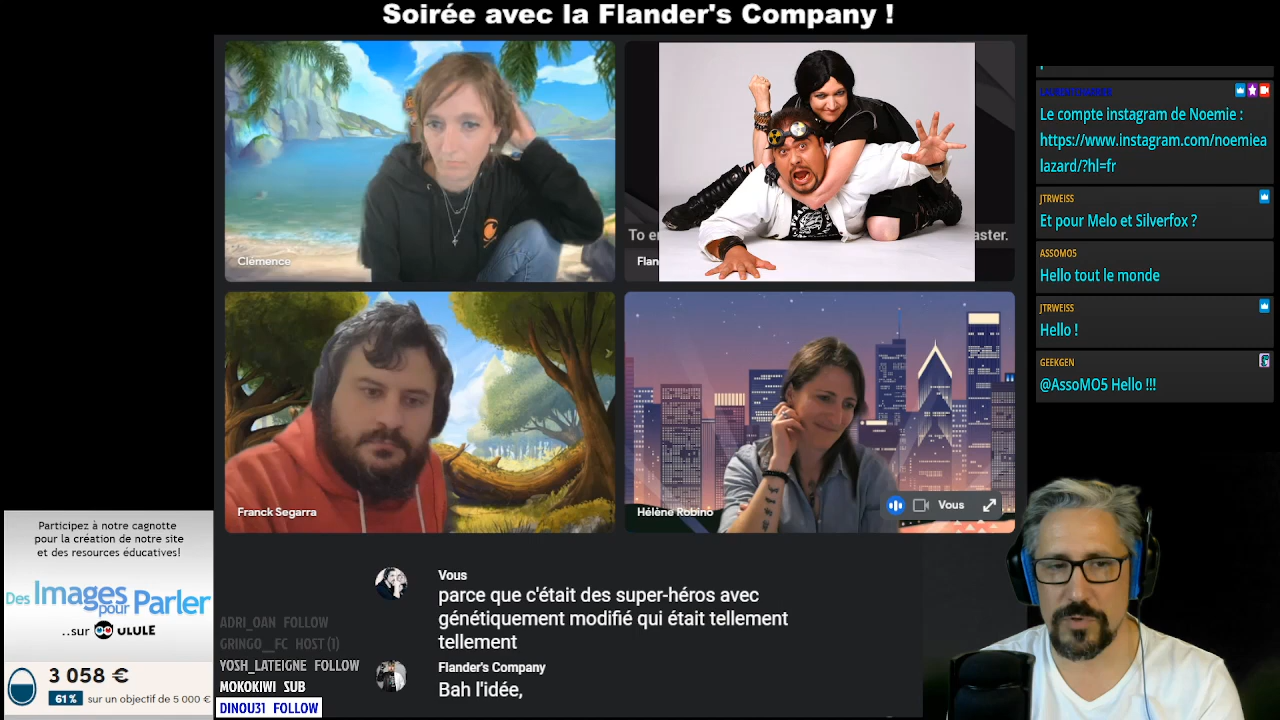 Soirée avec la Flander's Company !
Clémence
To en
aster.
Flan
Franck Segarra
Hélène Robino
Vous
Vous
parce que c'était des super-héros avec
génétiquement modifié qui était tellement
tellement
Flander's Company
Bah l'idée,
Le compte instagram de Noemie :
https://www.instagram.com/noemiea
lazard/?hl=fr
JTRWEISS
Et pour Melo et Silverfox ?
ASSOMO5
Hello tout le monde
JTRWEISS
Hello !
GEEKGEN
@AssoMO5 Hello !!!
Participez à notre cagnotte
pour la création de notre site
et des resources éducatives!
Des Images pour Parler
..sur ULULE
3 058 €
61 % sur un objectif de 5 000 €
ADRI_OAN FOLLOW
GRINGO__FC HOST (1)
YOSH_LATEIGNE FOLLOW
MOKOKIWI SUB
DINOU31 FOLLOW